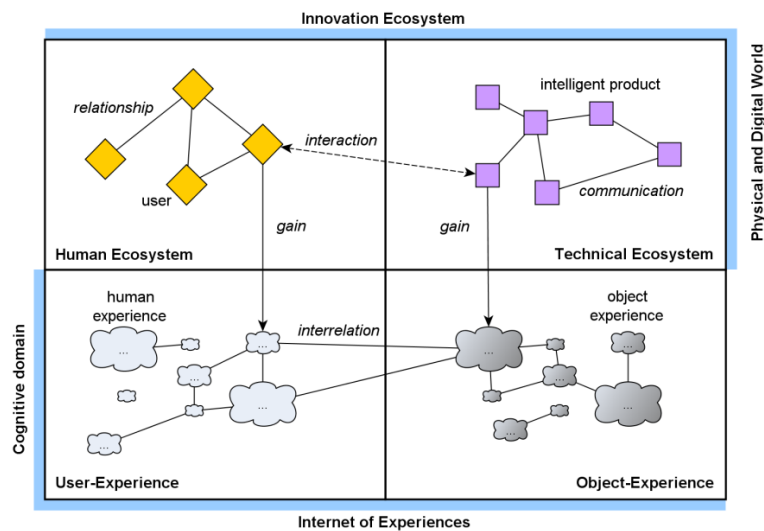 Innovation Ecosystem
Physical and Digital World
relationship
user
interaction
intelligent product
communication
gain
gain
Human Ecosystem
Technical Ecosystem
Cognitive domain
human
experience
interrelation
object
experience
...
...
...
...
...
...
...
...
...
...
...
User-Experience
Object-Experience
Internet of Experiences